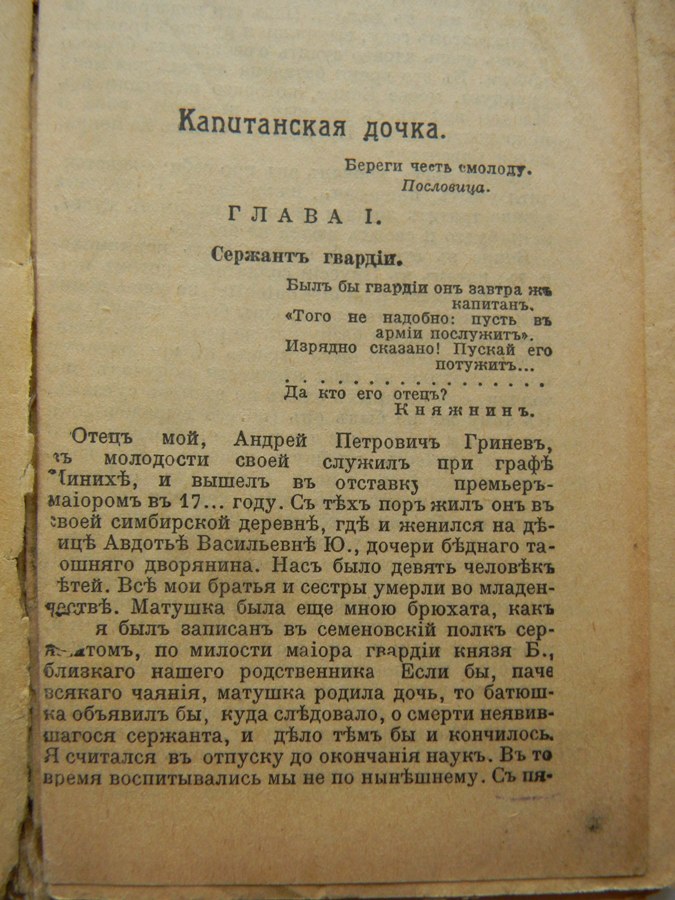 Капитанская дочка.
Береги честь смолоду.
Пословица.
ГЛАВА I.
Сержантъ гвардіи.
Былъ бы гвардіи онъ завтра жъ
капитан.
«Того не надобно: пусть въ
арміи послужитъ».
Изрядно сказано! Пускай его
потужитъ...
. . . . . . . . . . . . . . . .
Да кто его отецъ?
Княжнинъ.
Отецъ мой, Андрей Петровичъ Гриневъ,
въ молодости своей служилъ при графѣ
Минихѣ, и вышелъ въ отставку премьеръ-
маіоромъ въ 17... году. Съ тѣхъ поръ жилъ онъ въ
своей симбирской деревнѣ, гдѣ и женился на дѣ-
ицѣ Авдотьѣ Васильевнѣ Ю., дочери бѣднаго та-
ошняго дворянина. Насъ было девять человѣкъ
ѣтей. Всѣ мои братья и сестры умерли во младен-
чествѣ. Матушка была еще мною брюхата, какъ
я былъ записан въ семеновскій полкъ сер-
жантомъ, по милости маіора гвардіи князя Б.,
близкаго нашего родственника Если бы, паче
всякаго чаянія, матушка родила дочь, то батюш-
ка объявилъ бы, куда слѣдовало, о смерти неявив-
шагося сержанта, и дѣло тѣмъ бы и кончилось.
Я считался въ отпуску до окончанія наукъ. Въ то
время воспитывались мы не по нынѣшнему. Съ пя-